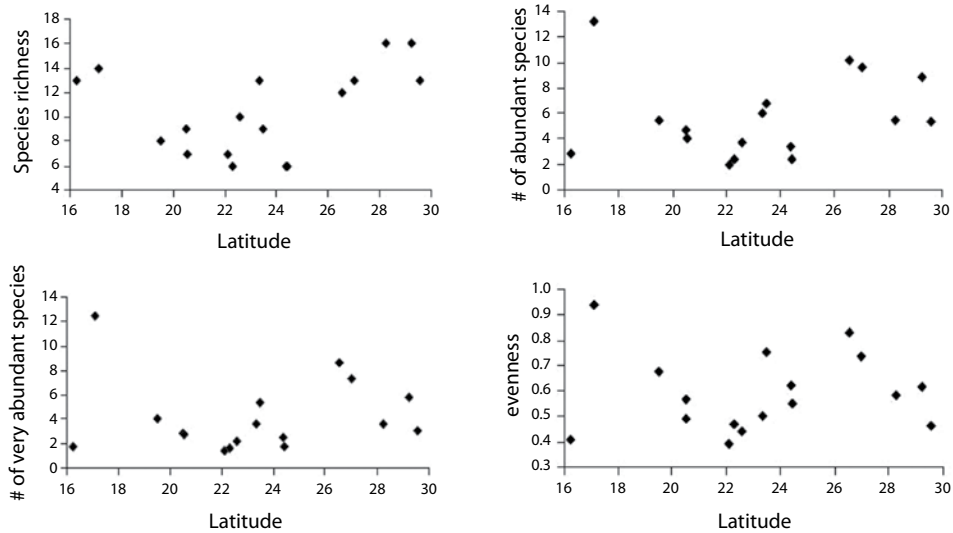 Species richness
18
16
14
12
10
8
6
4
16 18 20 22 24 26 28 30
Latitude
# of abundant species
14
12
10
8
6
4
2
0
16 18 20 22 24 26 28 30
Latitude
# of very abundant species
14
12
10
8
6
4
2
0
16 18 20 22 24 26 28 30
Latitude
evenness
1.0
0.9
0.8
0.7
0.6
0.5
0.4
0.3
16 18 20 22 24 26 28 30
Latitude